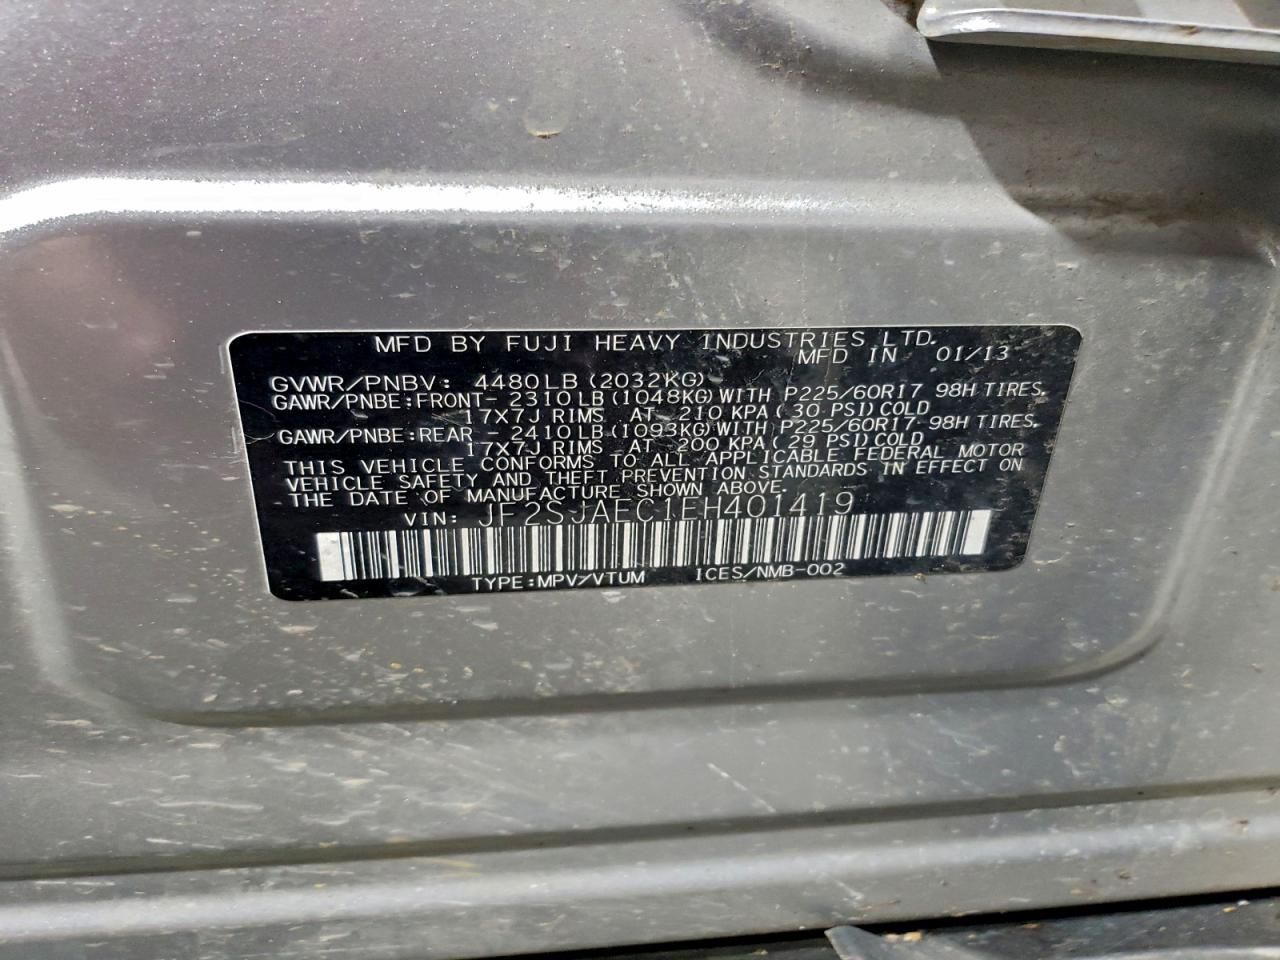 MFD BY FUJI HEAVY INDUSTRIES LTD.
MFD IN 01/13
GVWR/PNBV: 4480LB (2032KG)
GAWR/PNBE:FRONT- 2310LB(1048KG)WITH P225/60R17 98H TIRES.
17X7J RIMS AT 210 KPA(30 PSI)COLD
GAWR/PNBE:REAR - 2410LB(1093KG)WITH P225/60R17 98H TIRES.
17X7J RIMS AT 200 KPA(29 PSI)COLD
THIS VEHICLE CONFORMS TO ALL APPLICABLE FEDERAL MOTOR
VEHICLE SAFETY AND THEFT PREVENTION STANDARDS IN EFFECT ON
THE DATE OF MANUFACTURE SHOWN ABOVE.
VIN: JF2SJAEC1EH401419
TYPE:MPV/VTUM ICES/NMB-002